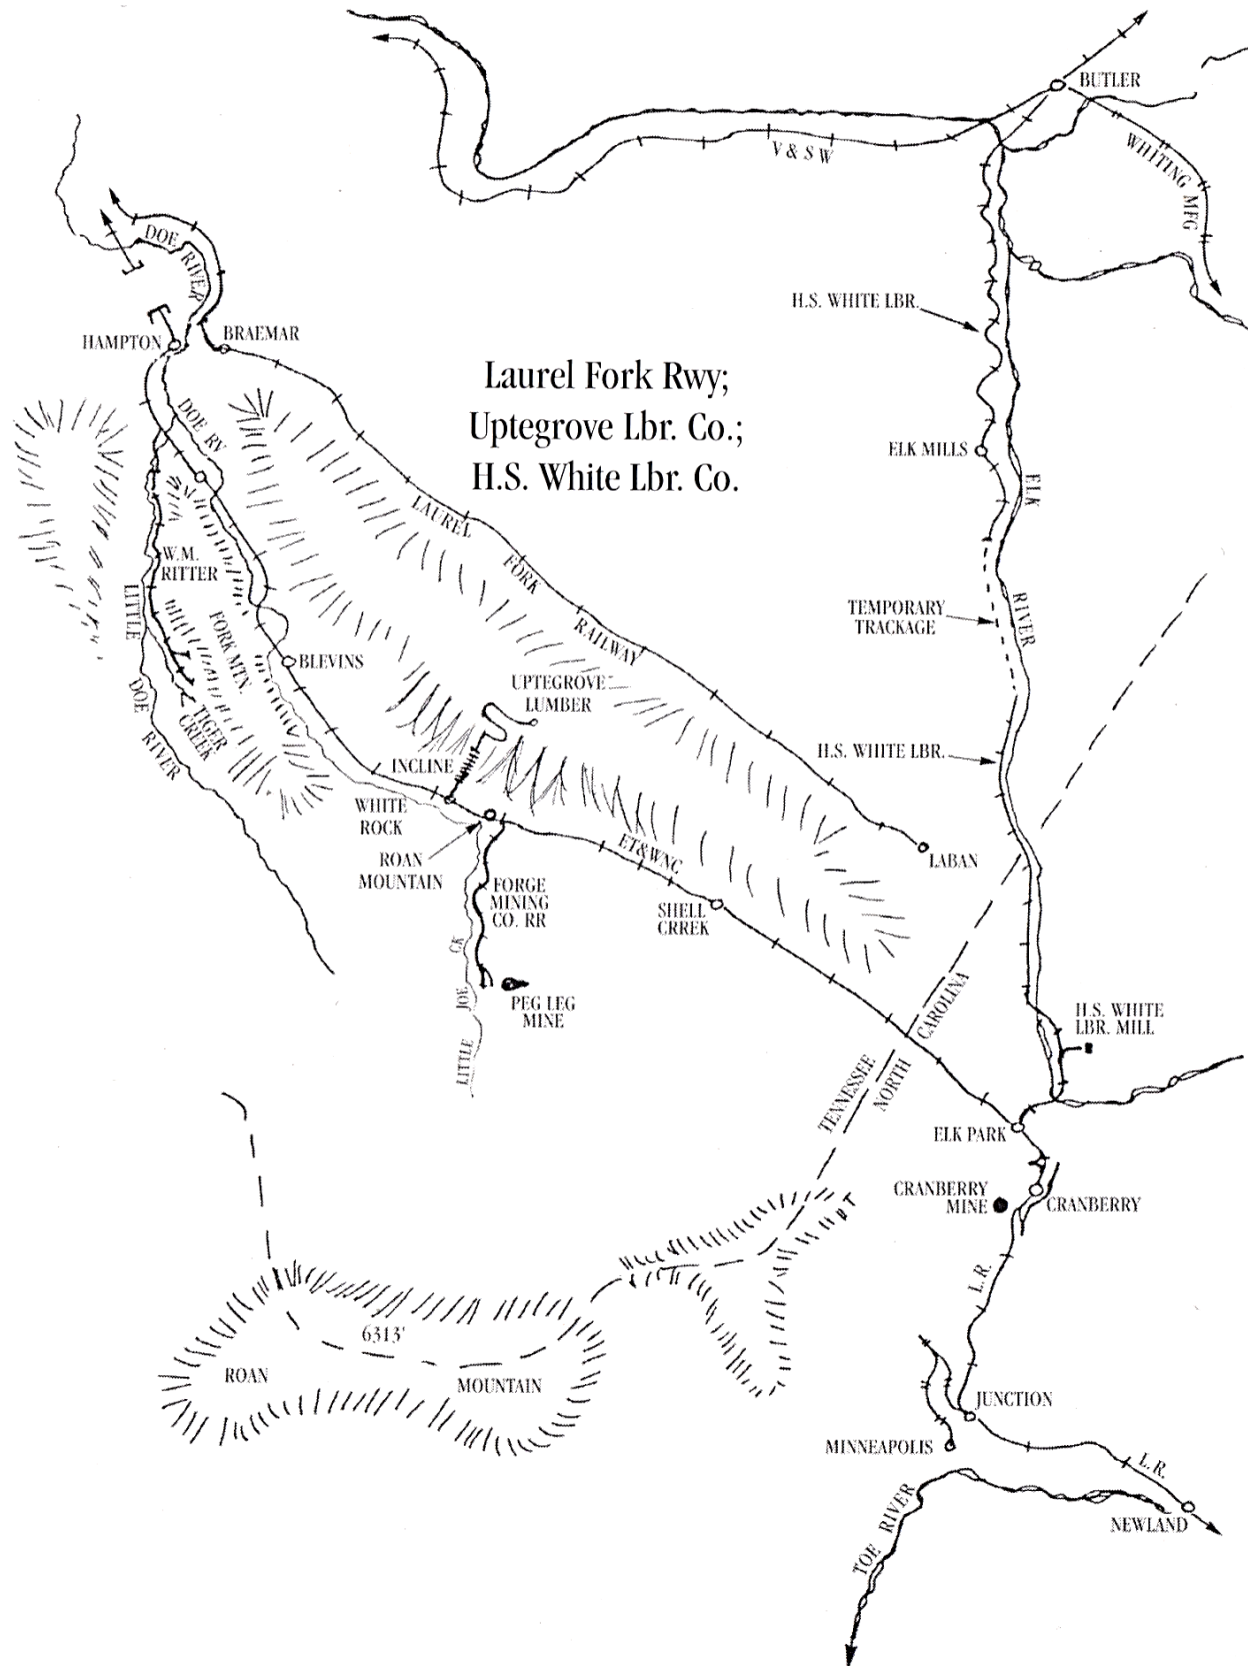 BUTLER
V & S W
WHITING MFG
DOE RIVER
H.S. WHITE LBR.
HAMPTON
BRAEMAR
Laurel Fork Rwy;
Uptegrove Lbr. Co.;
H.S. White Lbr. Co.
DOE RV
ELK MILLS
ELK
RIVER
LAUREL
FORK
RAILWAY
W.M.
RITTER
LITTLE
DOE
RIVER
FORK MTN.
TIGER
CREEK
TEMPORARY
TRACKAGE
BLEVINS
UPTEGROVE
LUMBER
INCLINE
H.S. WHITE LBR.
WHITE
ROCK
ROAN
MOUNTAIN
ET&WNC
LABAN
FORGE
MINING
CO. RR
SHELL
CRREK
PEG LEG
MINE
LITTLE
JOE
CK
TENNESSEE
NORTH
CAROLINA
H.S. WHITE
LBR. MILL
ELK PARK
CRANBERRY
MINE
CRANBERRY
L.R.
6313'
ROAN
MOUNTAIN
JUNCTION
MINNEAPOLIS
L.R.
NEWLAND
TOE RIVER